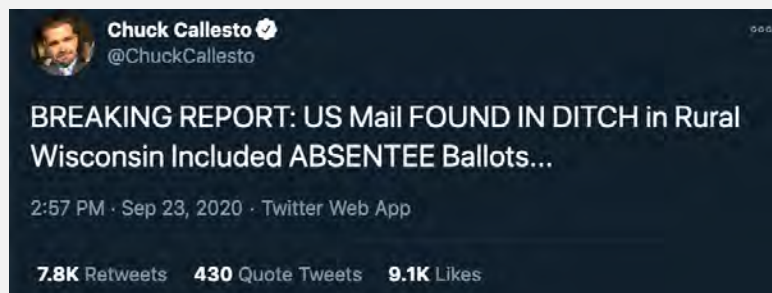 Chuck Callesto
@ChuckCallesto
BREAKING REPORT: US Mail FOUND IN DITCH in Rural
Wisconsin Included ABSENTEE Ballots...
2:57 PM · Sep 23, 2020 · Twitter Web App
7.8K Retweets 430 Quote Tweets 9.1K Likes